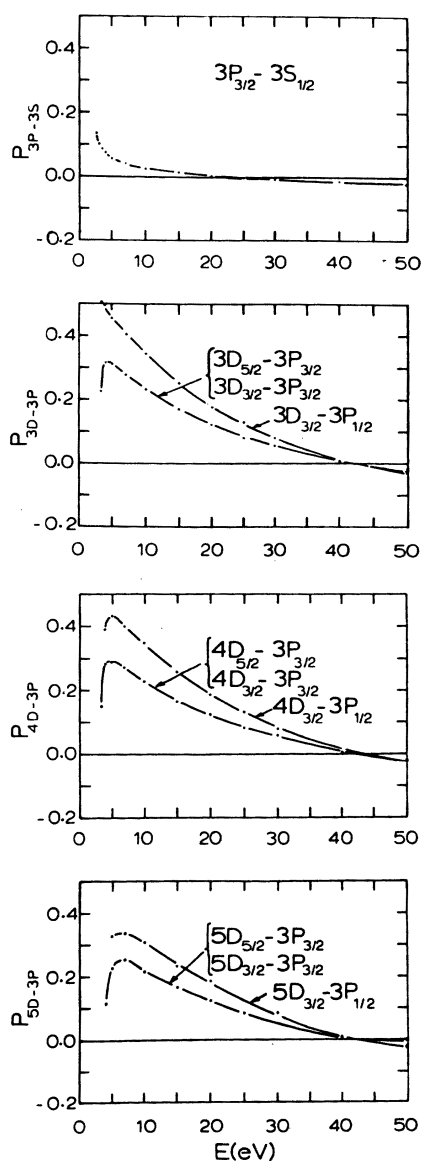 0.4
0.2
0.0
-0.2
P3P-3S
3P3/2 - 3S1/2
0 10 20 30 40 50
0.4
0.2
0.0
-0.2
P3D-3P
3D5/2 - 3P3/2
3D3/2 - 3P3/2
3D3/2 - 3P1/2
0 10 20 30 40 50
0.4
0.2
0.0
-0.2
P4D-3P
4D5/2 - 3P3/2
4D3/2 - 3P3/2
4D3/2 - 3P1/2
0 10 20 30 40 50
0.4
0.2
0.0
-0.2
P5D-3P
5D5/2 - 3P3/2
5D3/2 - 3P3/2
5D3/2 - 3P1/2
0 10 20 30 40 50
E(eV)